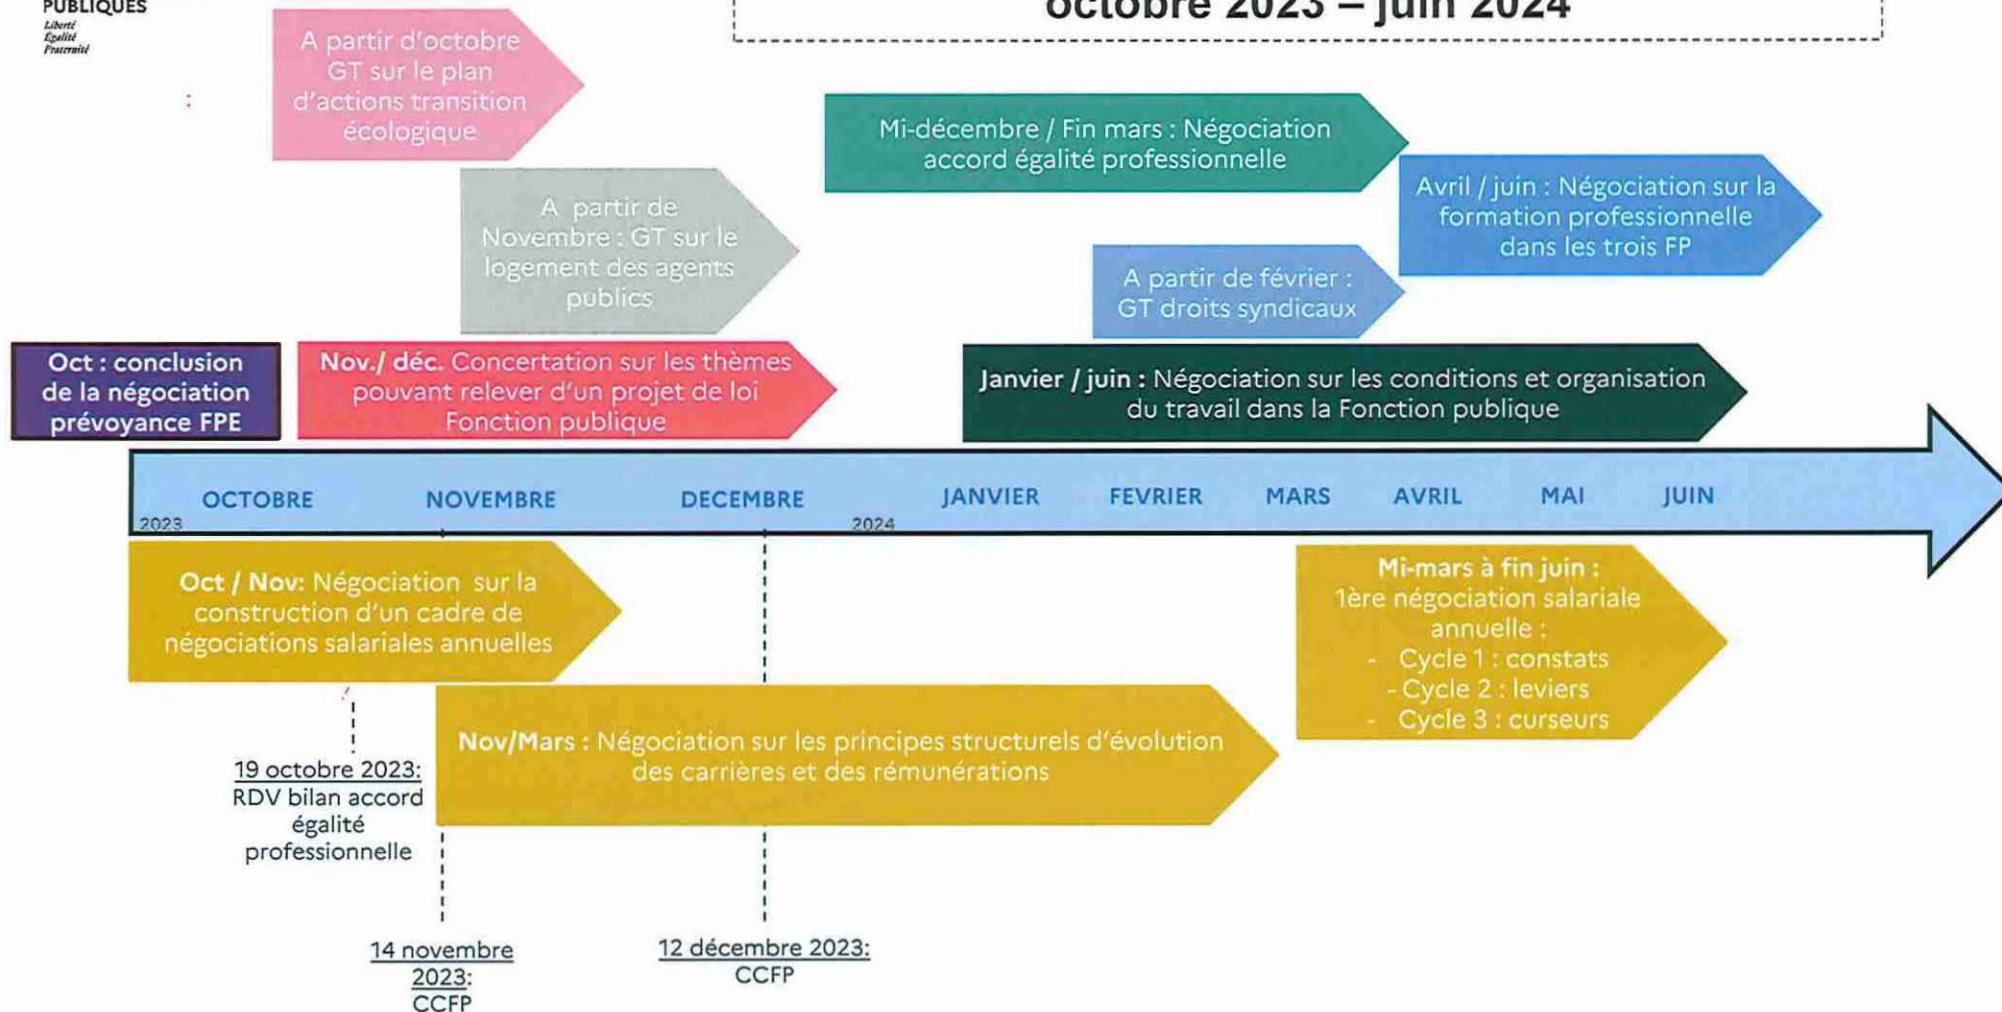 PUBLIQUES
Liberté
Égalité
Fraternité
octobre 2023 – juin 2024
A partir d'octobre
GT sur le plan
d'actions transition
écologique
Mi-décembre / Fin mars : Négociation
accord égalité professionnelle
A partir de
Novembre : GT sur le
logement des agents
publics
Avril / juin : Négociation sur la
formation professionnelle
dans les trois FP
A partir de février :
GT droits syndicaux
Oct : conclusion
de la négociation
prévoyance FPE
Nov./ déc. Concertation sur les thèmes
pouvant relever d'un projet de loi
Fonction publique
Janvier / juin : Négociation sur les conditions et organisation
du travail dans la Fonction publique
OCTOBRE NOVEMBRE DECEMBRE JANVIER FEVRIER MARS AVRIL MAI JUIN
2023 2024
Oct / Nov: Négociation sur la
construction d'un cadre de
négociations salariales annuelles
Mi-mars à fin juin :
1ère négociation salariale
annuelle :
- Cycle 1 : constats
- Cycle 2 : leviers
- Cycle 3 : curseurs
Nov/Mars : Négociation sur les principes structurels d'évolution
des carrières et des rémunérations
19 octobre 2023:
RDV bilan accord
égalité
professionnelle
14 novembre
2023:
CCFP
12 décembre 2023:
CCFP